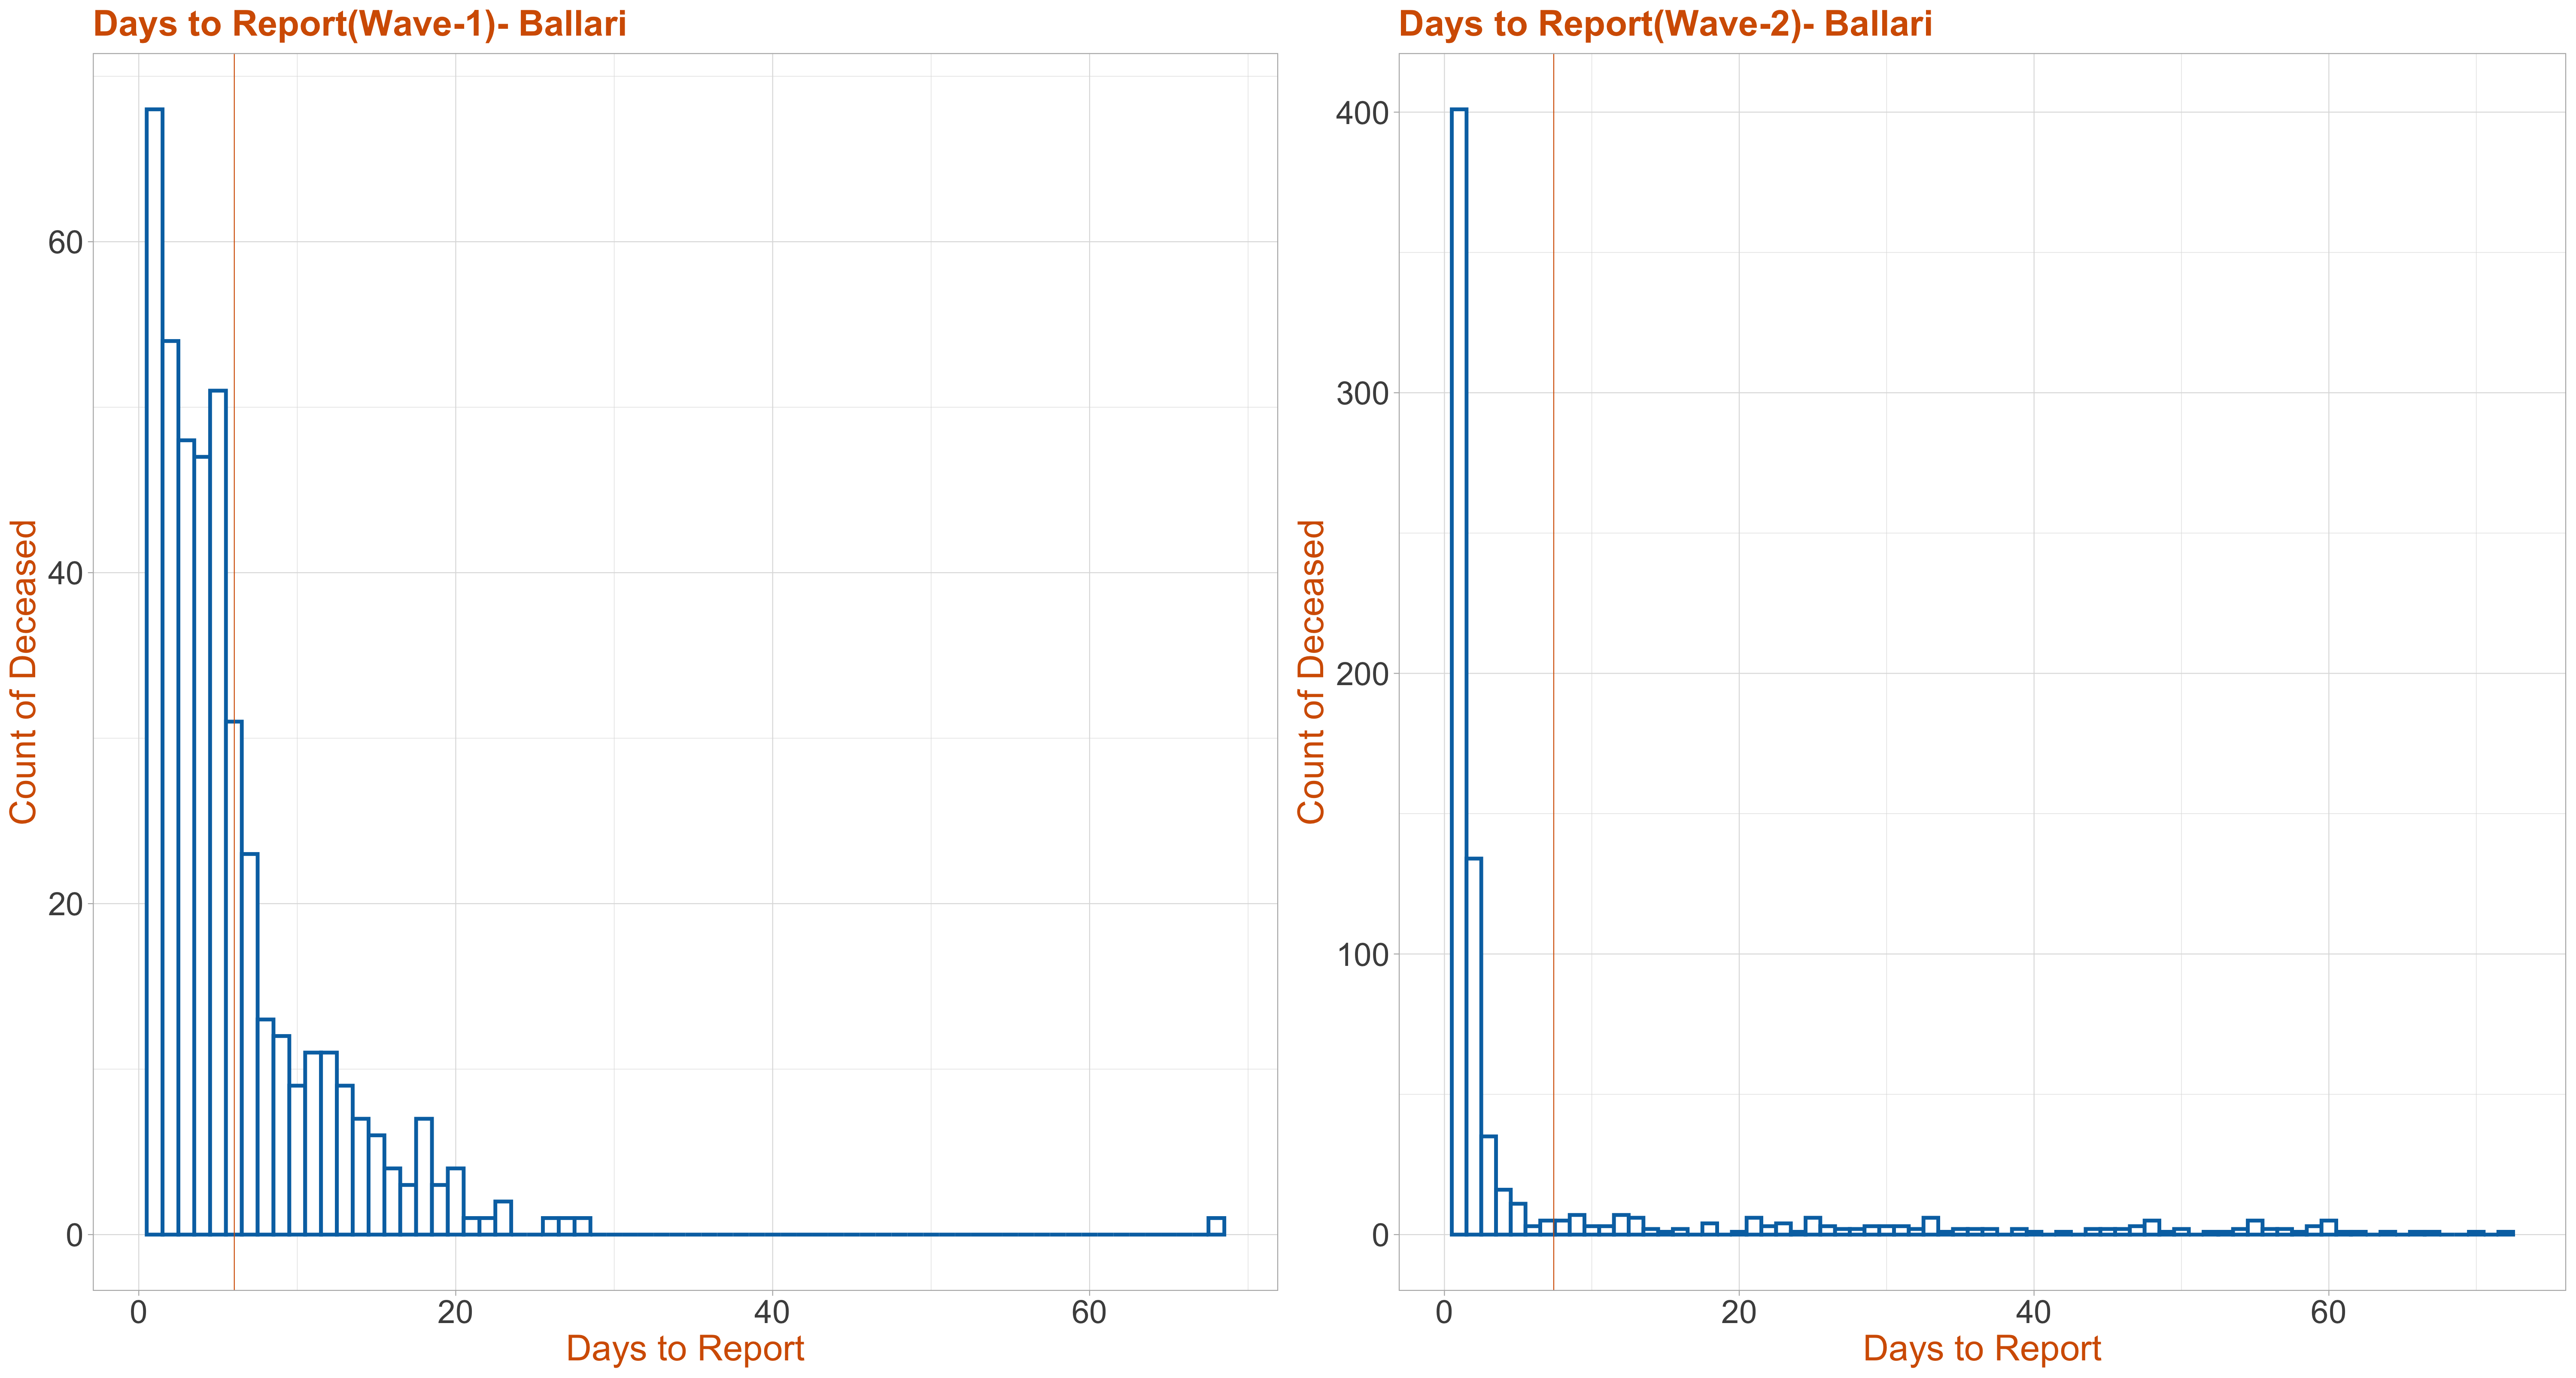 Days to Report(Wave-1)- Ballari
Count of Deceased
60
40
20
0
0 20 40 60
Days to Report
Days to Report(Wave-2)- Ballari
Count of Deceased
400
300
200
100
0
0 20 40 60
Days to Report